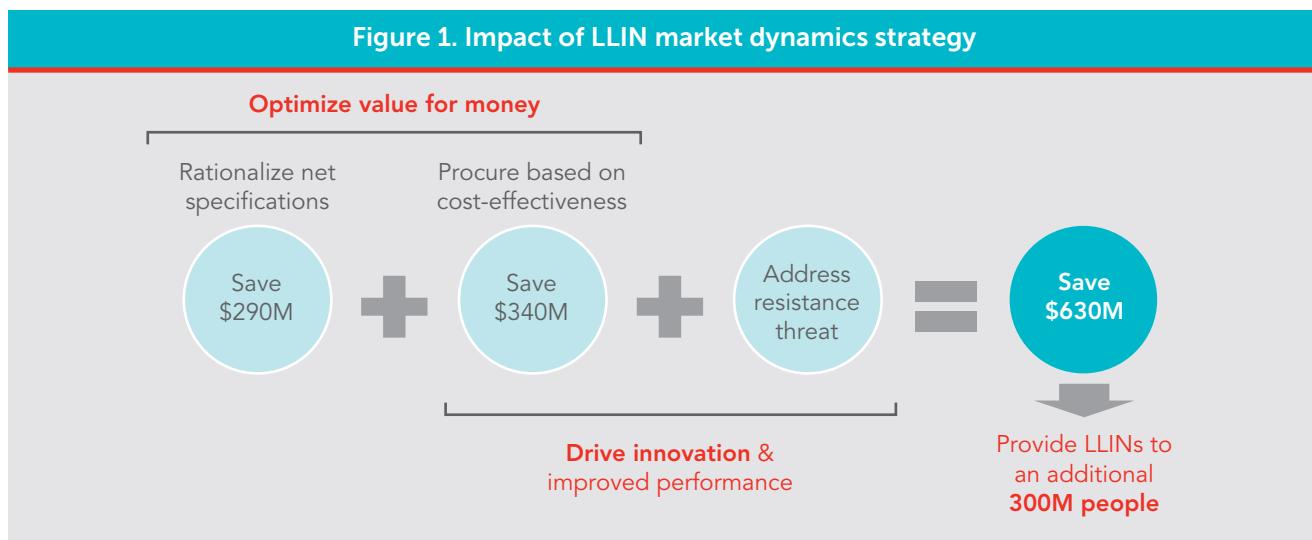 Figure 1. Impact of LLIN market dynamics strategy
Optimize value for money
Rationalize net
specifications
Procure based on
cost-effectiveness
Save
$290M
Save
$340M
Address
resistance
threat
Save
$630M
Drive innovation &
improved performance
Provide LLINs to
an additional
300M people